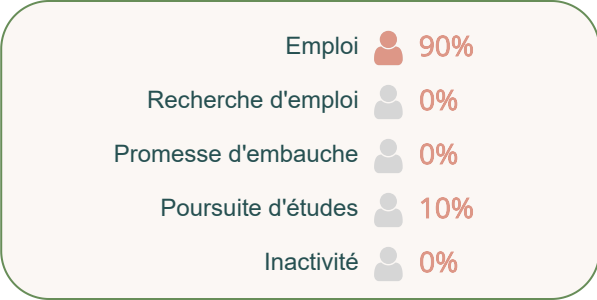 Emploi 90%
Recherche d'emploi 0%
Promesse d'embauche 0%
Poursuite d'études 10%
Inactivité 0%